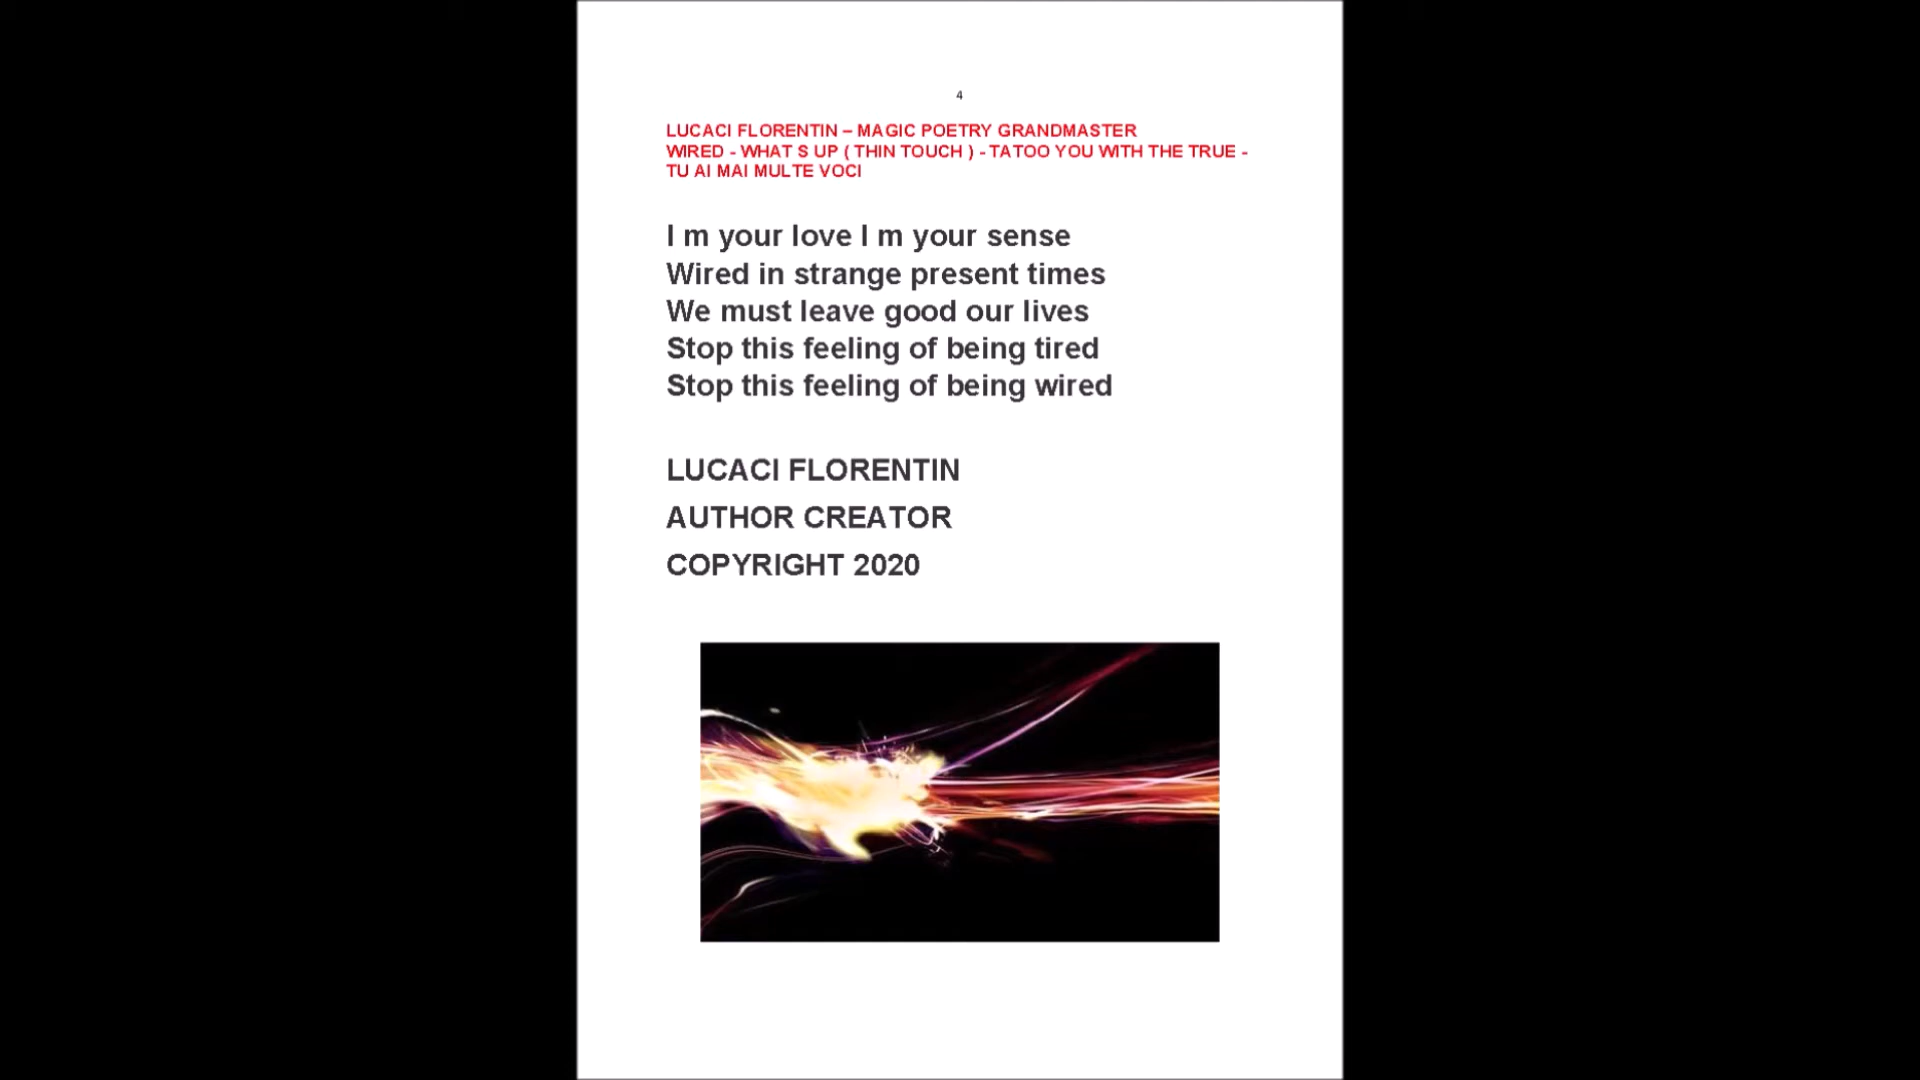 4
LUCACI FLORENTIN – MAGIC POETRY GRANDMASTER
WIRED - WHAT S UP ( THIN TOUCH ) - TATOO YOU WITH THE TRUE -
TU AI MAI MULTE VOCI
I m your love I m your sense
Wired in strange present times
We must leave good our lives
Stop this feeling of being tired
Stop this feeling of being wired
LUCACI FLORENTIN
AUTHOR CREATOR
COPYRIGHT 2020